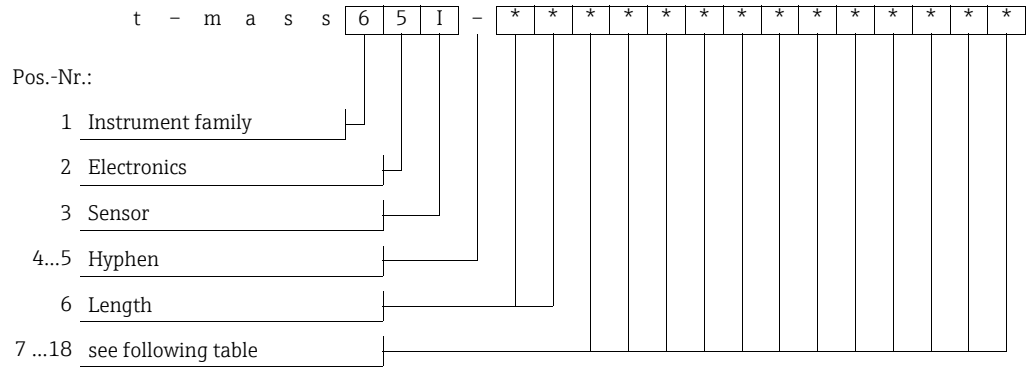 t – m a s s 6 5 I – * * * * * * * * * * * * * *
Pos.-Nr.:
1 Instrument family
2 Electronics
3 Sensor
4...5 Hyphen
6 Length
7 ...18 see following table